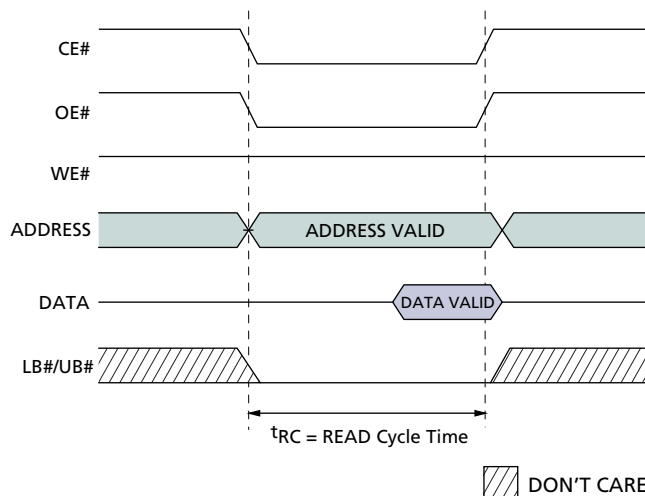 CE#
OE#
WE#
ADDRESS
ADDRESS VALID
DATA
DATA VALID
LB#/UB#
tRC = READ Cycle Time
DON'T CARE